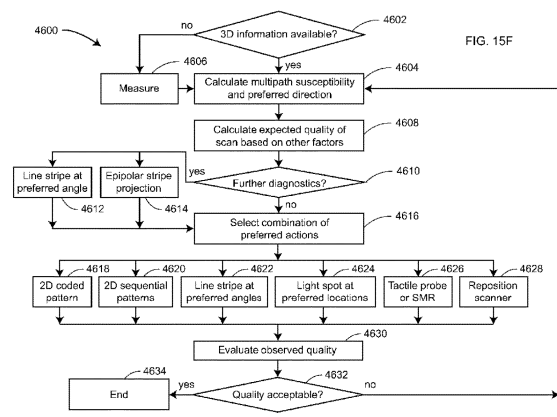 4600
no
3D information available?
4602
FIG. 15F
yes
4606
Measure
Calculate multipath susceptibility
and preferred direction
4604
Calculate expected quality of
scan based on other factors
4608
Line stripe at
preferred angle
4612
Epipolar stripe
projection
4614
yes
Further diagnostics?
4610
no
Select combination of
preferred actions
4616
4618
2D coded
pattern
4620
2D sequential
patterns
4622
Line stripe at
preferred angles
4624
Light spot at
preferred locations
4626
Tactile probe
or SMR
4628
Reposition
scanner
4630
Evaluate observed quality
4634
End
yes
4632
Quality acceptable?
no